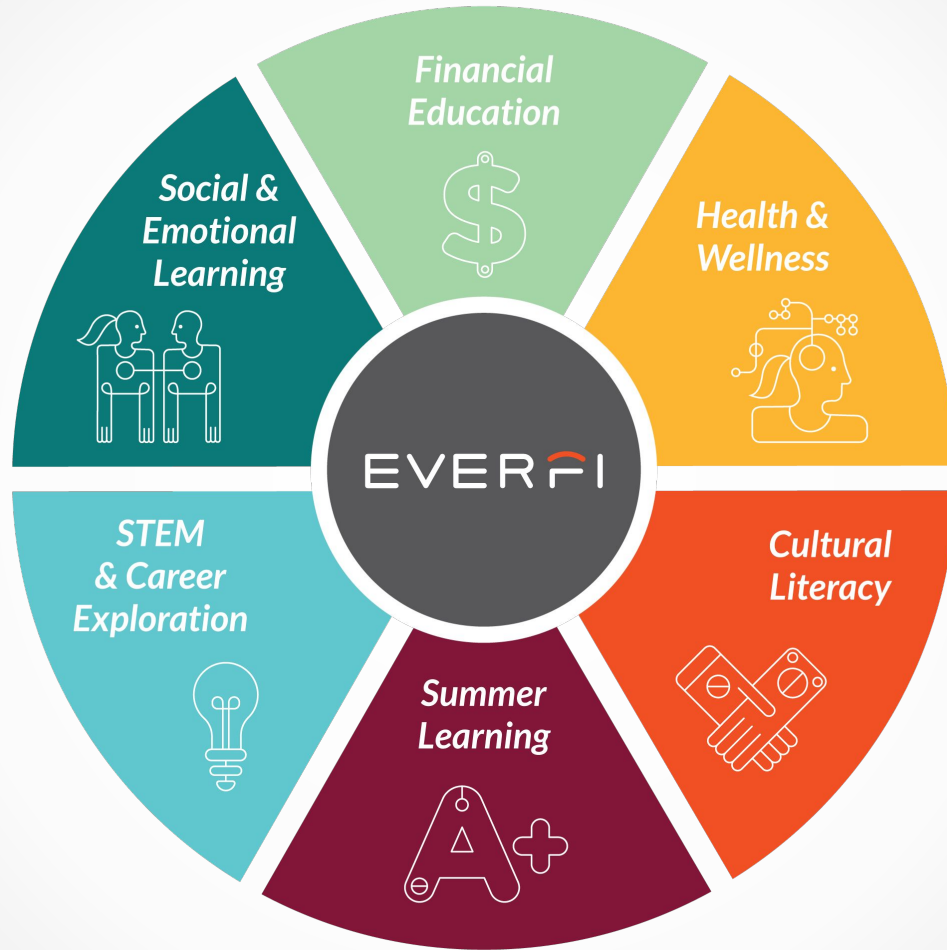 Financial
Education
Health &
Wellness
Cultural
Literacy
Summer
Learning
STEM
& Career
Exploration
Social &
Emotional
Learning
EVERFI
$
A+